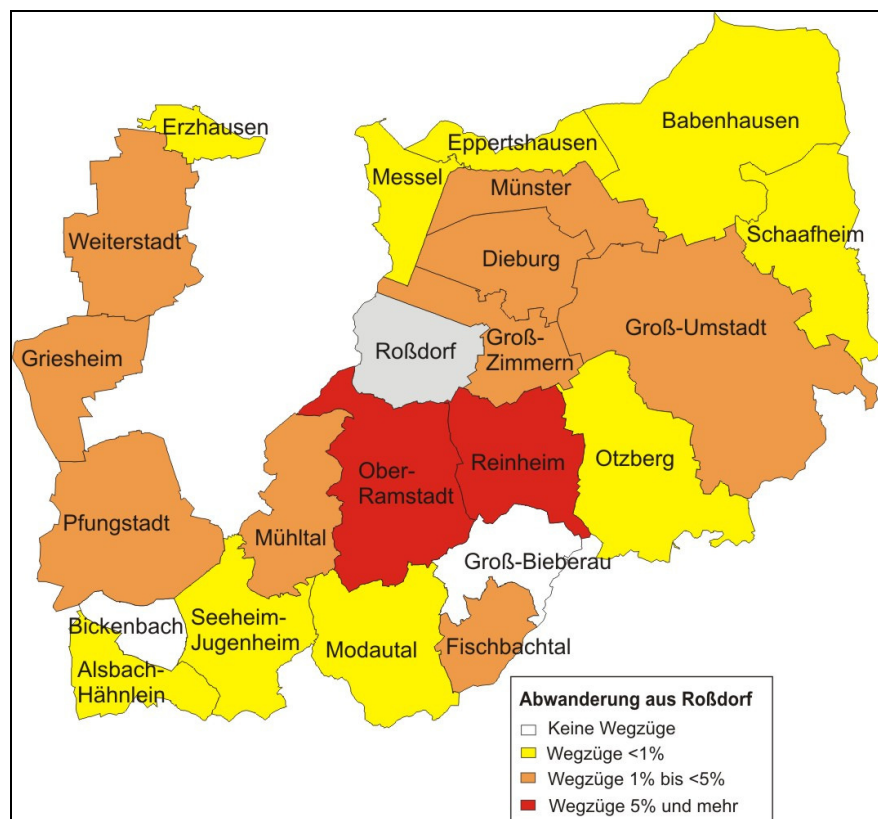 Erzhausen
Babenhausen
Eppertshausen
Messel
Münster
Weiterstadt
Schaafheim
Dieburg
Groß-Umstadt
Roßdorf
Groß-
Zimmern
Griesheim
Ober-
Ramstadt
Reinheim
Otzberg
Pfungstadt
Mühltal
Groß-Bieberau
Bickenbach
Seeheim-
Jugenheim
Modautal
Fischbachtal
Alsbach-
Hähnlein
Abwanderung aus Roßdorf
Keine Wegzüge
Wegzüge <1%
Wegzüge 1% bis <5%
Wegzüge 5% und mehr